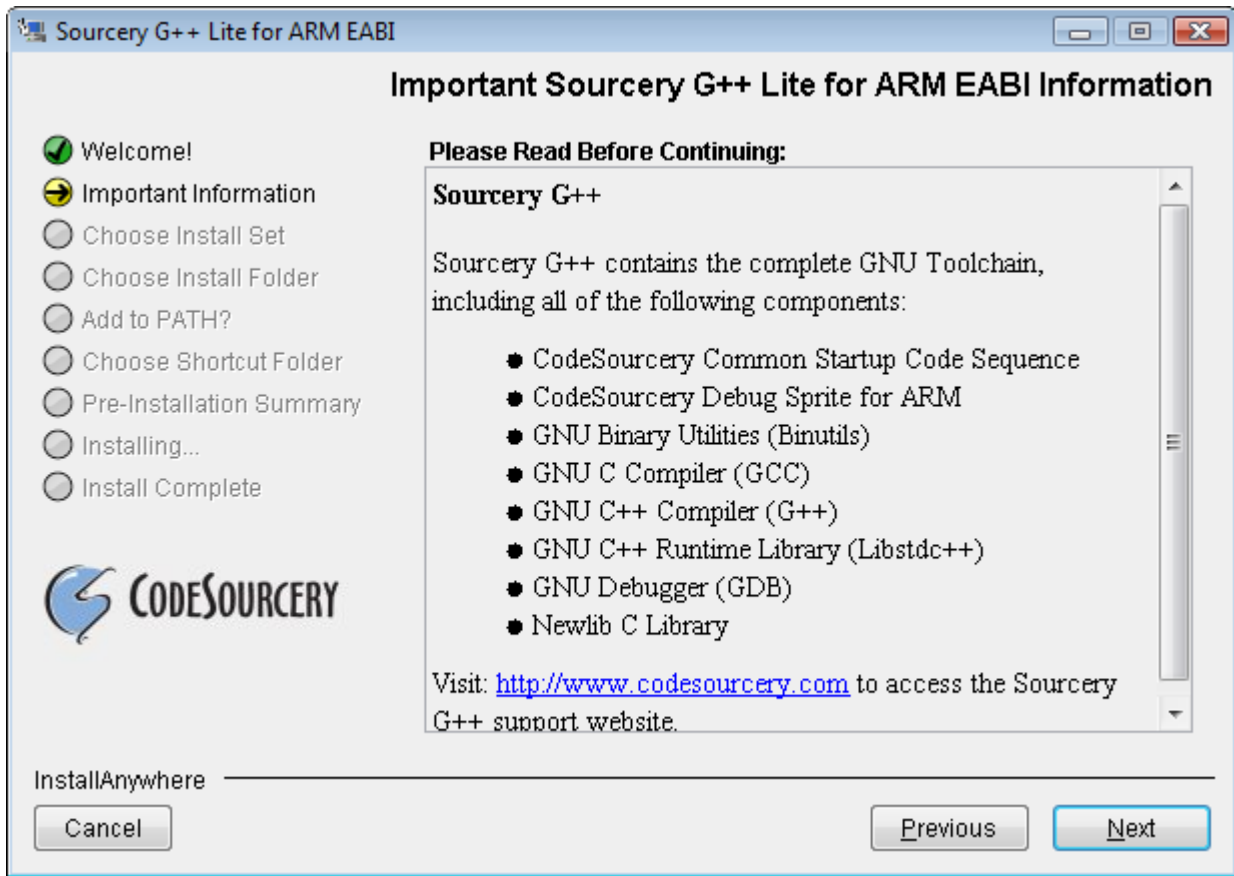 Sourcery G++ Lite for ARM EABI
Important Sourcery G++ Lite for ARM EABI Information
Welcome!
Important Information
Choose Install Set
Choose Install Folder
Add to PATH?
Choose Shortcut Folder
Pre-Installation Summary
Installing...
Install Complete
CODESOURCERY
Please Read Before Continuing:
Sourcery G++
Sourcery G++ contains the complete GNU Toolchain,
including all of the following components:
● CodeSourcery Common Startup Code Sequence
● CodeSourcery Debug Sprite for ARM
● GNU Binary Utilities (Binutils)
● GNU C Compiler (GCC)
● GNU C++ Compiler (G++)
● GNU C++ Runtime Library (Libstdc++)
● GNU Debugger (GDB)
● Newlib C Library
Visit: http://www.codesourcery.com to access the Sourcery
G++ support website.
InstallAnywhere
Cancel
Previous
Next